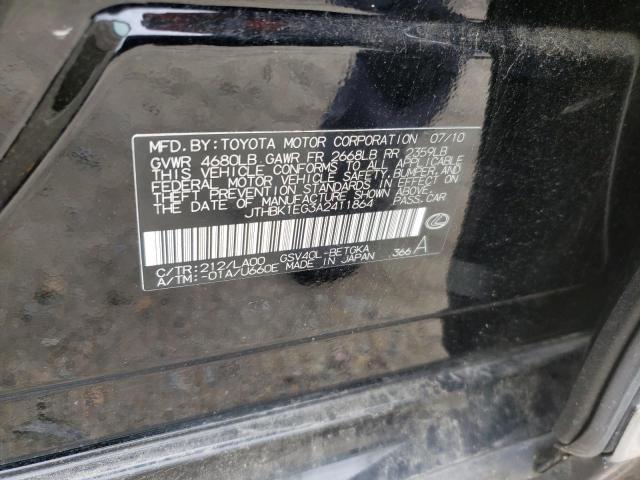 MFD. BY: TOYOTA MOTOR CORPORATION 07/10
GVWR 4680LB GAWR FR 2668LB RR 2359LB
THIS VEHICLE CONFORMS TO ALL APPLICABLE
FEDERAL MOTOR VEHICLE SAFETY, BUMPER, AND
THEFT PREVENTION STANDARDS IN EFFECT ON
THE DATE OF MANUFACTURE SHOWN ABOVE.
JTHBK1EG3A2411864 PASS. CAR
C/TR: 212/LA00 GSV40L-BETGKA 366 A
A/TM: -01A/U660E MADE IN JAPAN